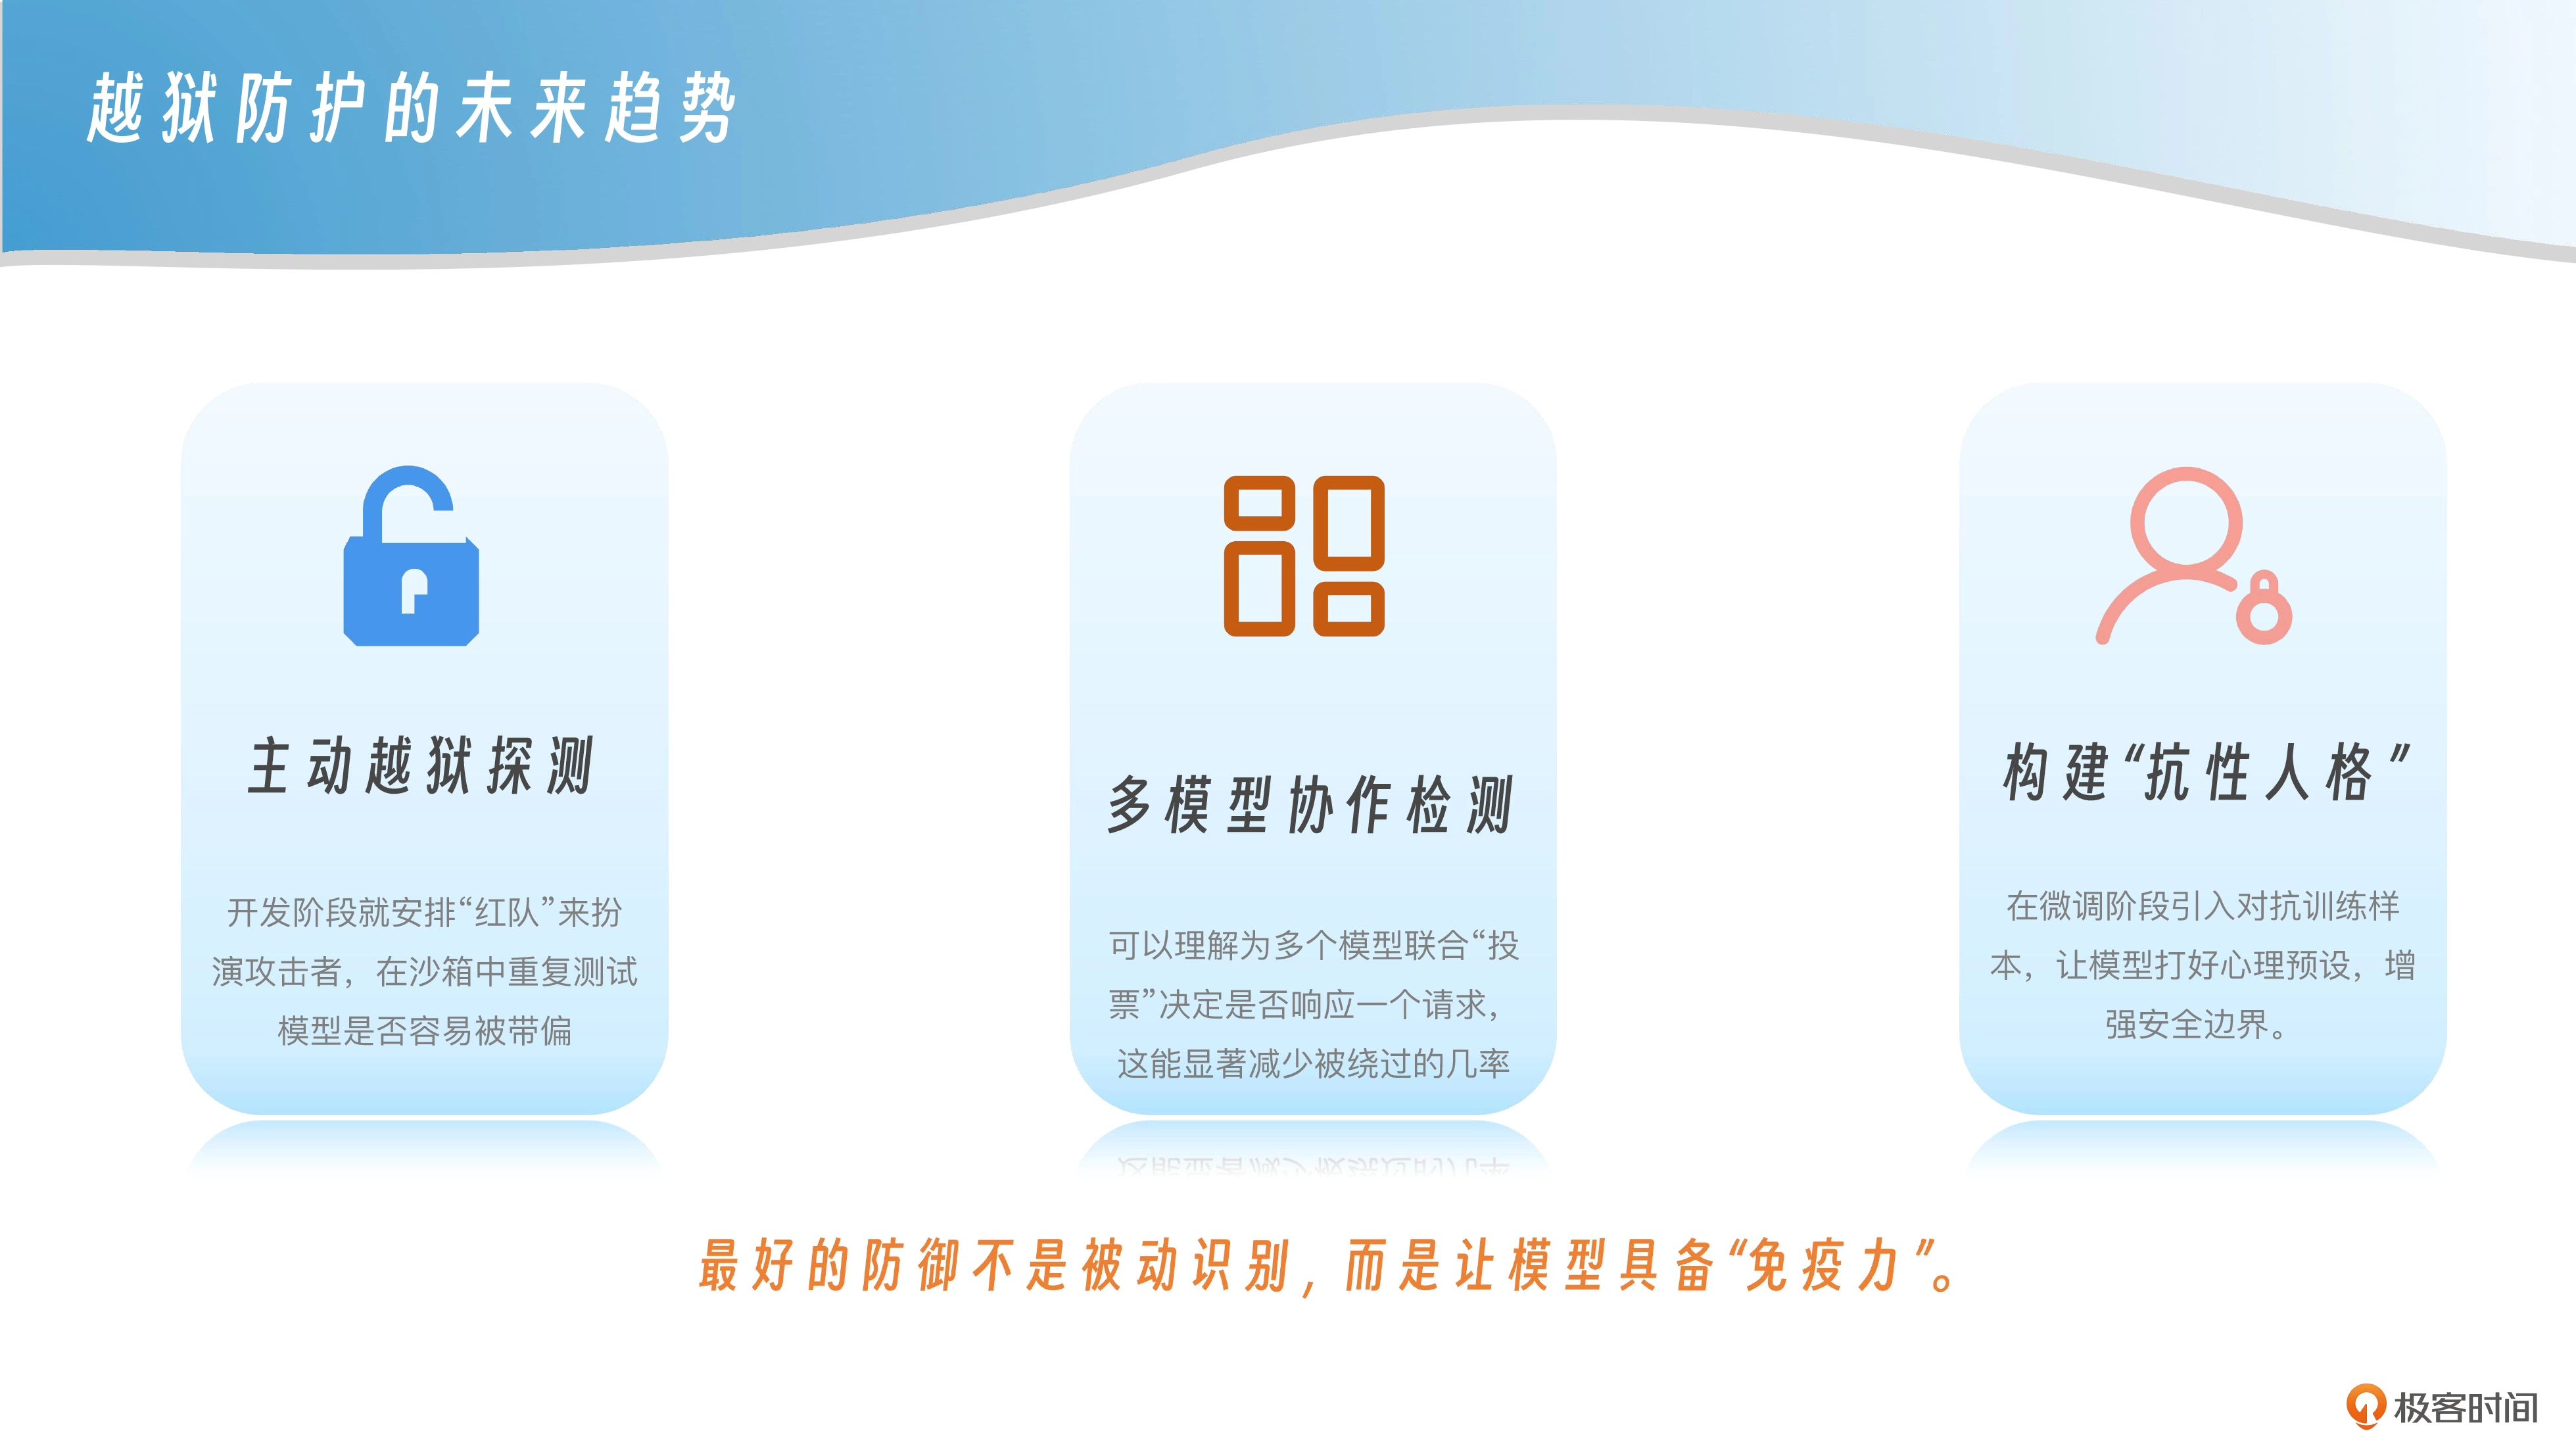 越狱防护的未来趋势
主动越狱探测
开发阶段就安排“红队”来扮
演攻击者，在沙箱中重复测试
模型是否容易被带偏
多模型协作检测
可以理解为多个模型联合“投
票”决定是否响应一个请求，
这能显著减少被绕过的几率
构建“抗性人格”
在微调阶段引入对抗训练样
本，让模型打好心理预设，增
强安全边界。
最好的防御不是被动识别，而是让模型具备“免疫力”。
极客时间